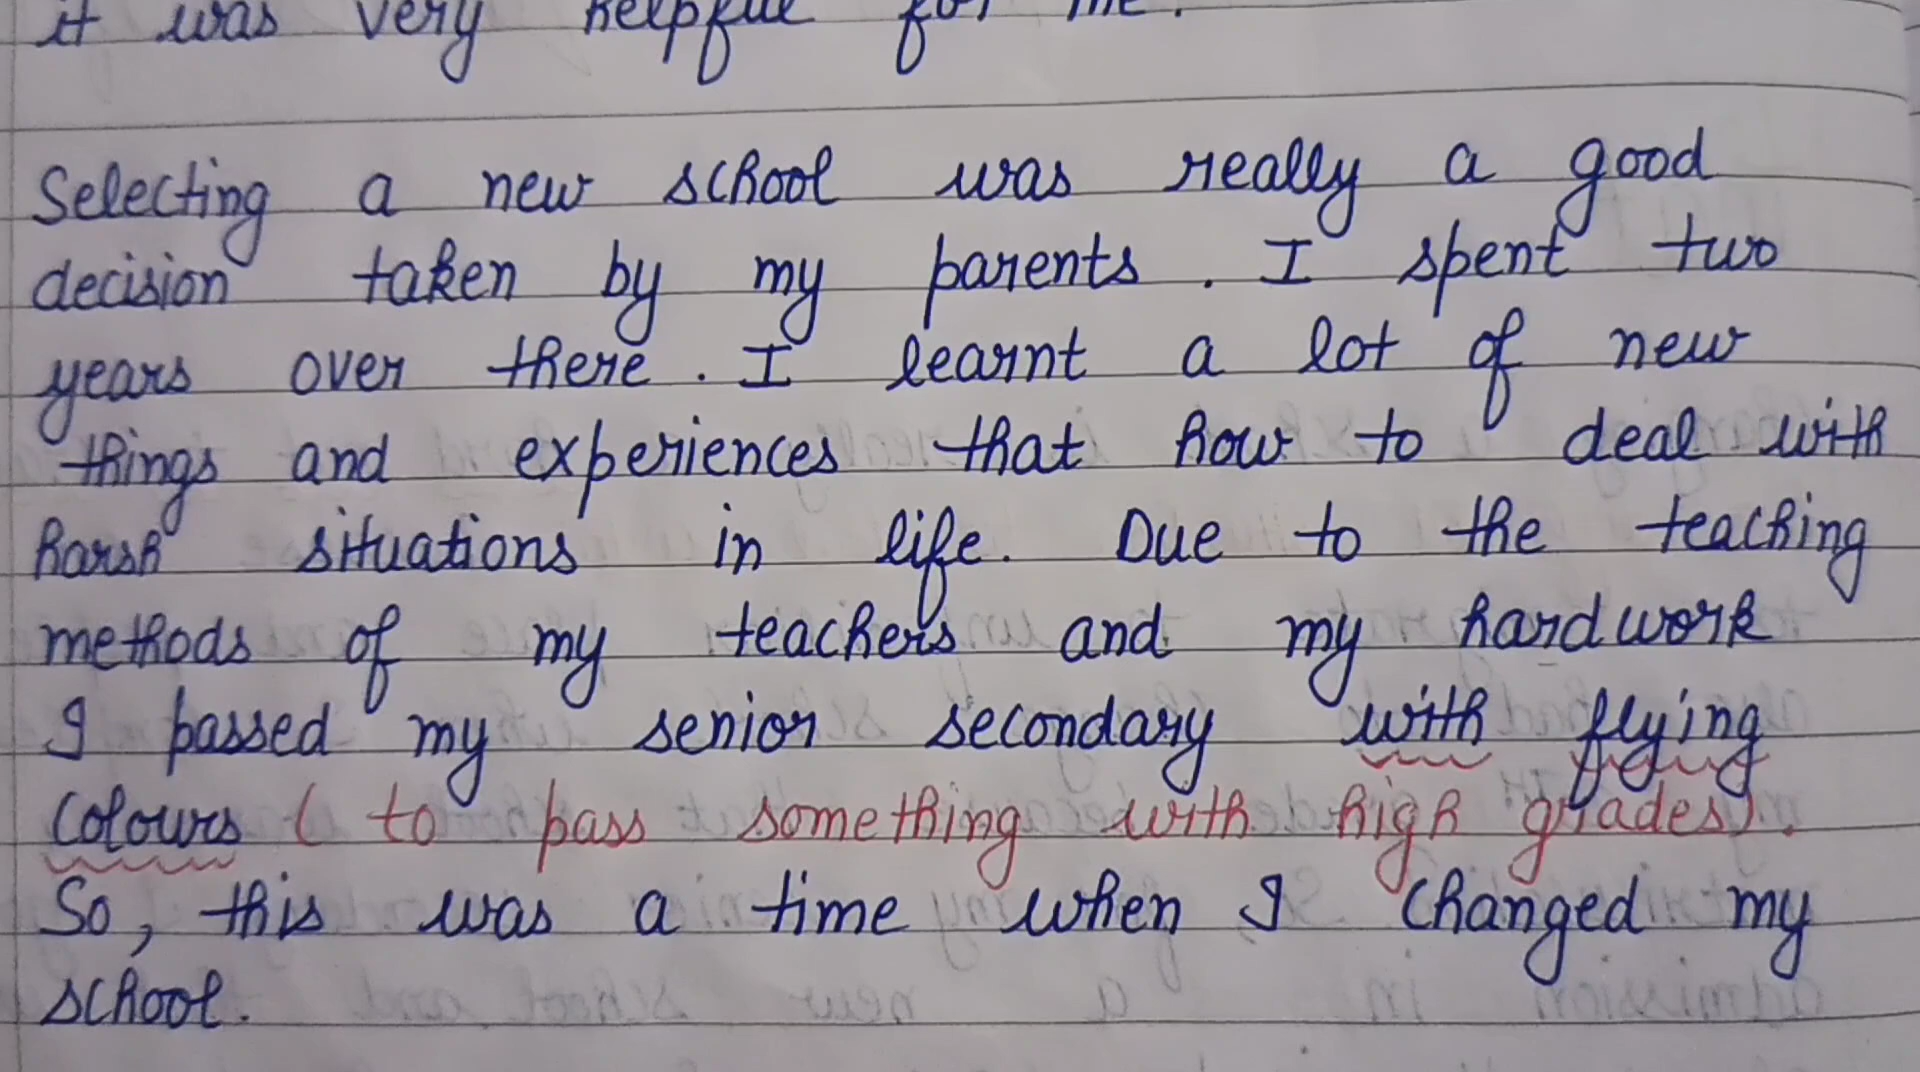 it was very helpful for me.
Selecting a new school was really a good
decision taken by my parents. I spent two
years over there. I learnt a lot of new
things and experiences that how to deal with
harsh situations in life. Due to the teaching
methods of my teachers and my hardwork
I passed my senior secondary with flying
colours (to pass something with high grades).
So, this was a time when I changed my
school.